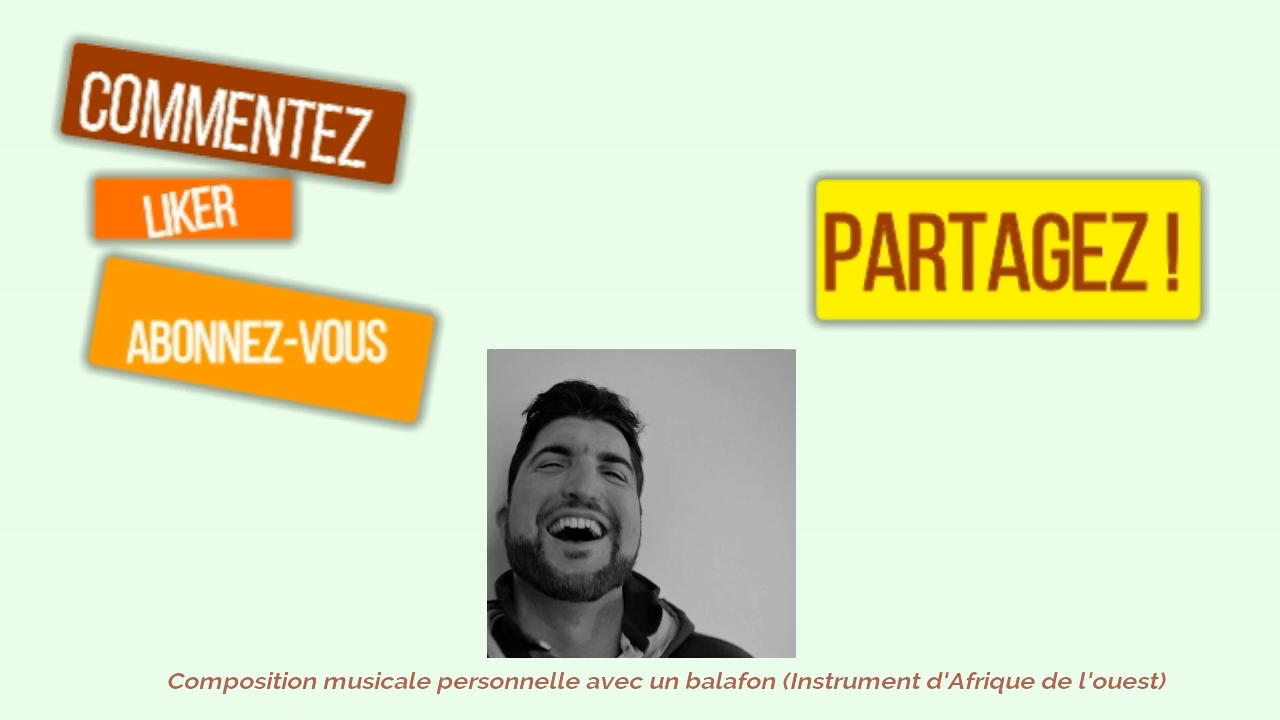 COMMENTEZ
LIKER
ABONNEZ-VOUS
PARTAGEZ !
Composition musicale personnelle avec un balafon (Instrument d'Afrique de l'ouest)